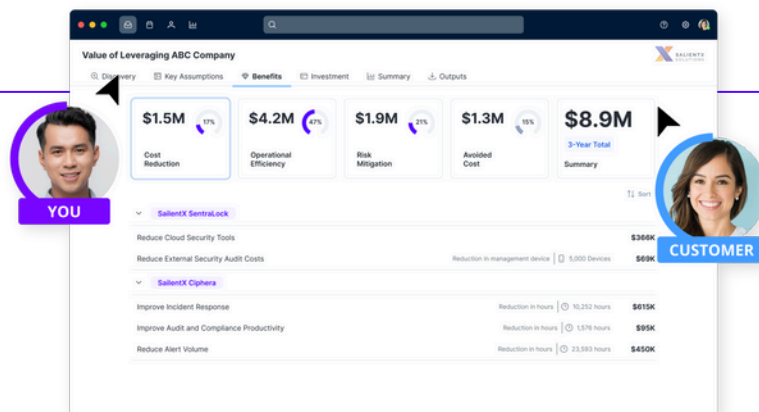 Value of Leveraging ABC Company
SALIENTX
SOLUTIONS
Discovery Key Assumptions Benefits Investment Summary Outputs
$1.5M 17% $4.2M 47% $1.9M 21% $1.3M 15% $8.9M
3-Year Total
Cost Reduction Operational Efficiency Risk Mitigation Avoided Cost Summary
Sort
YOU
CUSTOMER
SailentX SentraLock
Reduce Cloud Security Tools $366K
Reduce External Security Audit Costs Reduction in management device 5,000 Devices $69K
SailentX Ciphera
Improve Incident Response Reduction in hours 10,252 hours $615K
Improve Audit and Compliance Productivity Reduction in hours 1,576 hours $95K
Reduce Alert Volume Reduction in hours 23,593 hours $450K